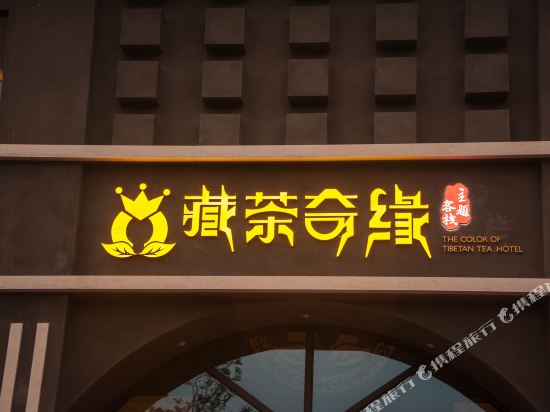 藏茶奇缘
主题
客栈
THE COLOR OF
TIBETAN TEA HOTEL
携程旅行
携程旅行